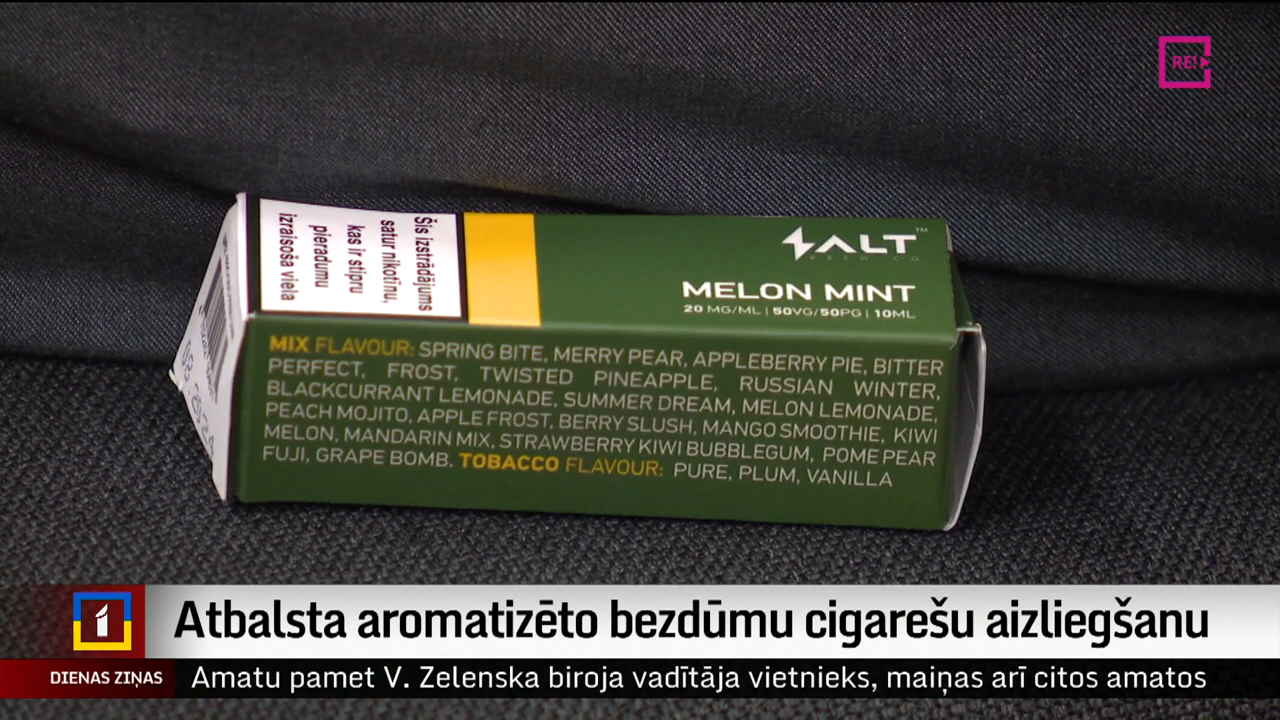 RE!
ZALT™
BREW CO
MELON MINT
20 MG/ML | 50VG/50PG | 10ML
Šis izstrādājums
satur nikotīnu,
kas ir stipru
pieradumu
izraisoša viela
MIX FLAVOUR: SPRING BITE, MERRY PEAR, APPLEBERRY PIE, BITTER
PERFECT, FROST, TWISTED PINEAPPLE, RUSSIAN WINTER,
BLACKCURRANT LEMONADE, SUMMER DREAM, MELON LEMONADE,
PEACH MOJITO, APPLE FROST, BERRY SLUSH, MANGO SMOOTHIE, KIWI
MELON, MANDARIN MIX, STRAWBERRY KIWI BUBBLEGUM, POME PEAR
FUJI, GRAPE BOMB. TOBACCO FLAVOUR: PURE, PLUM, VANILLA
1
Atbalsta aromatizēto bezdūmu cigarešu aizliegšanu
DIENAS ZIŅAS
Amatu pamet V. Zelenska biroja vadītāja vietnieks, maiņas arī citos amatos